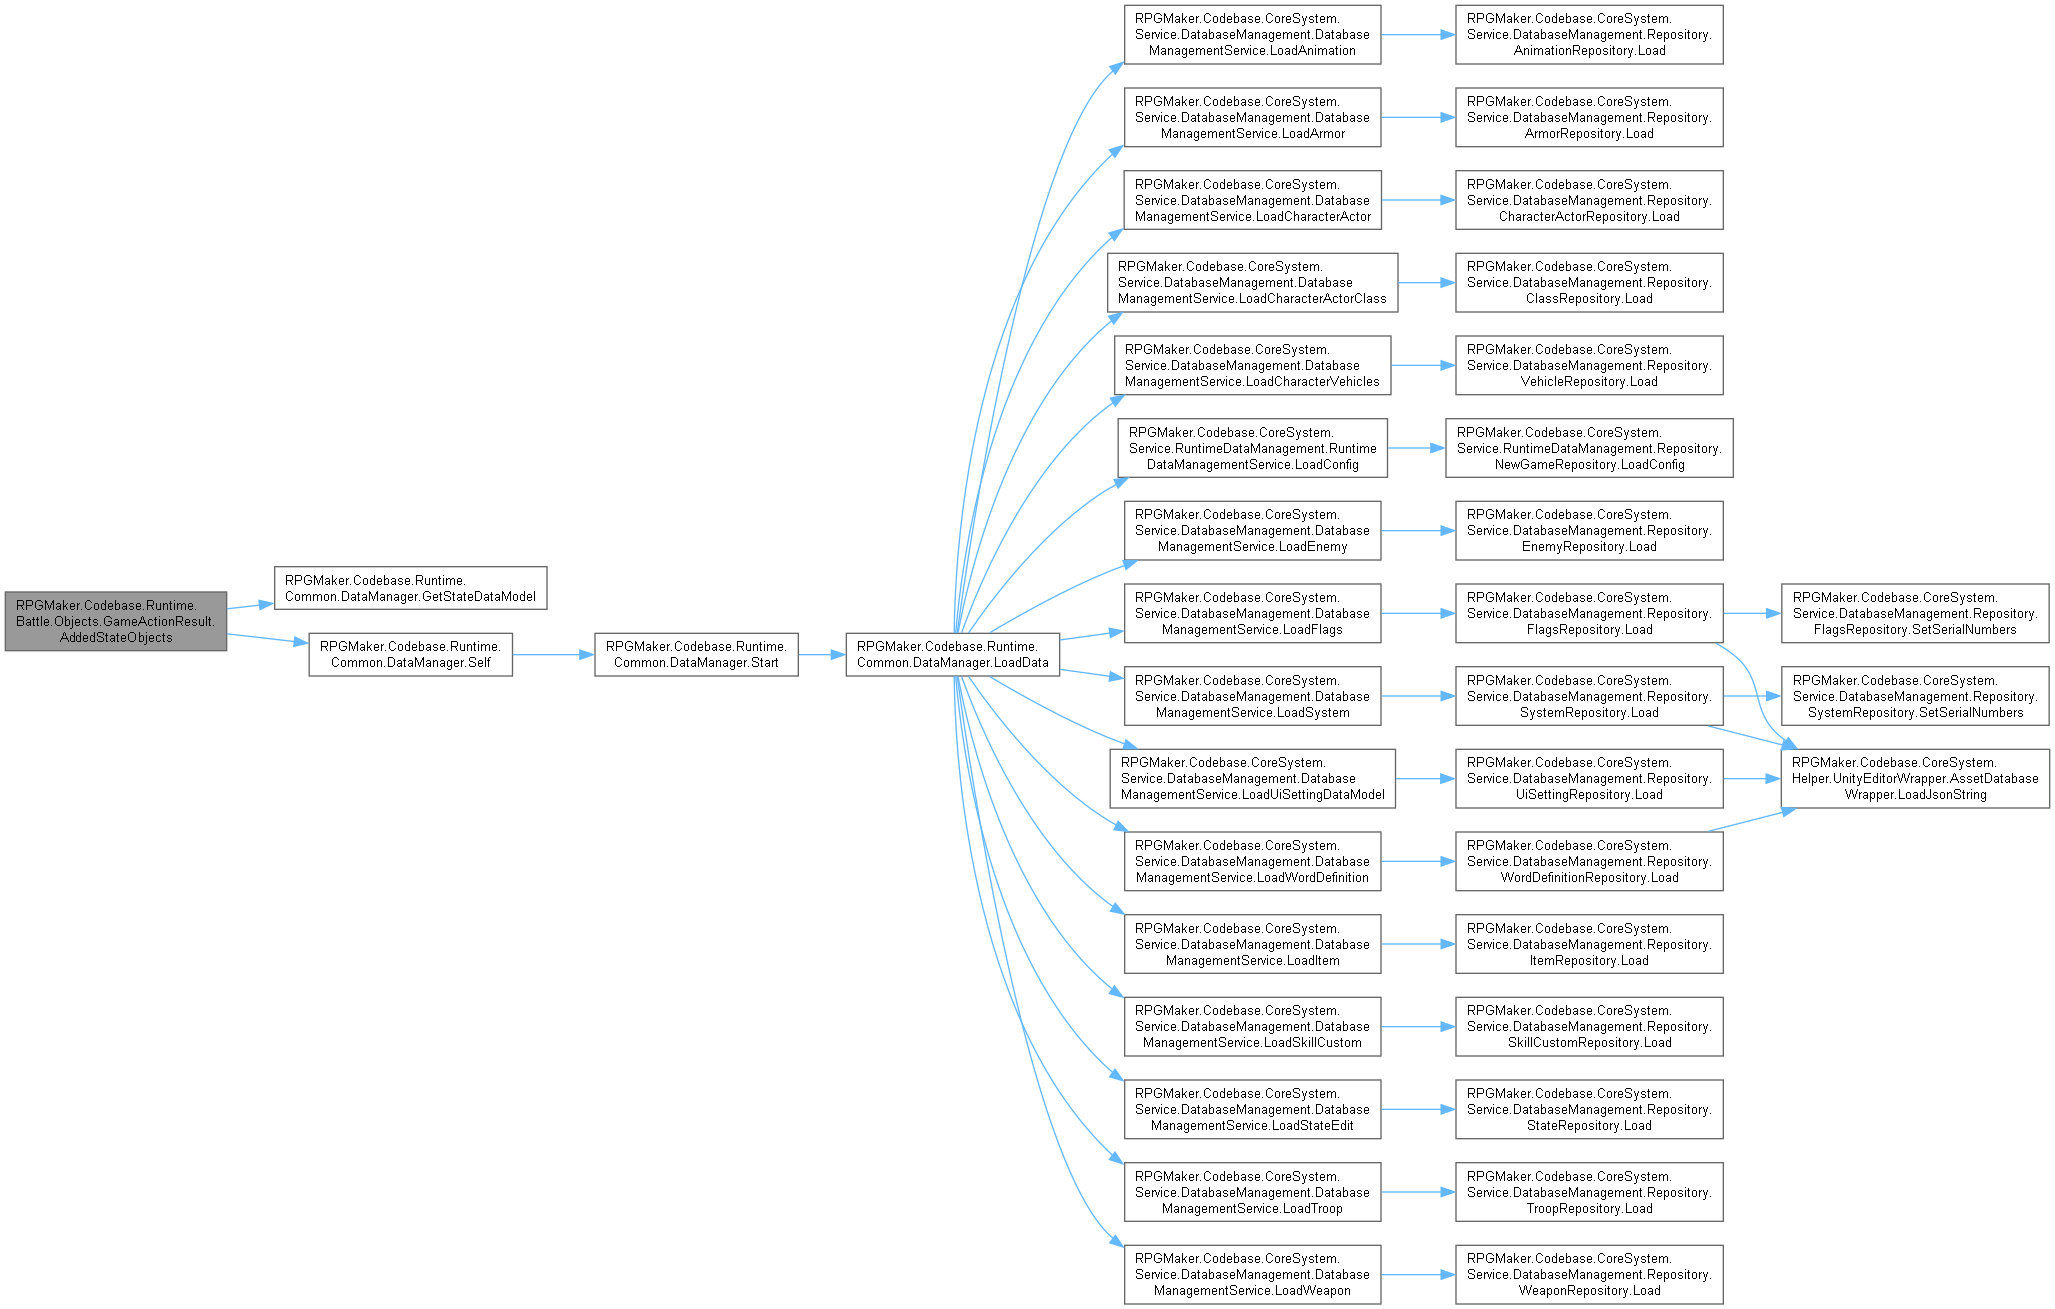 RPGMaker.Codebase.Runtime.
Battle.Objects.GameActionResult.
AddedStateObjects
RPGMaker.Codebase.Runtime.
Common.DataManager.GetStateDataModel
RPGMaker.Codebase.Runtime.
Common.DataManager.Self
RPGMaker.Codebase.Runtime.
Common.DataManager.Start
RPGMaker.Codebase.Runtime.
Common.DataManager.LoadData
RPGMaker.Codebase.CoreSystem.
Service.DatabaseManagement.Database
ManagementService.LoadAnimation
RPGMaker.Codebase.CoreSystem.
Service.DatabaseManagement.Repository.
AnimationRepository.Load
RPGMaker.Codebase.CoreSystem.
Service.DatabaseManagement.Database
ManagementService.LoadArmor
RPGMaker.Codebase.CoreSystem.
Service.DatabaseManagement.Repository.
ArmorRepository.Load
RPGMaker.Codebase.CoreSystem.
Service.DatabaseManagement.Database
ManagementService.LoadCharacterActor
RPGMaker.Codebase.CoreSystem.
Service.DatabaseManagement.Repository.
CharacterActorRepository.Load
RPGMaker.Codebase.CoreSystem.
Service.DatabaseManagement.Database
ManagementService.LoadCharacterActorClass
RPGMaker.Codebase.CoreSystem.
Service.DatabaseManagement.Repository.
ClassRepository.Load
RPGMaker.Codebase.CoreSystem.
Service.DatabaseManagement.Database
ManagementService.LoadCharacterVehicles
RPGMaker.Codebase.CoreSystem.
Service.DatabaseManagement.Repository.
VehicleRepository.Load
RPGMaker.Codebase.CoreSystem.
Service.RuntimeDataManagement.Runtime
DataManagementService.LoadConfig
RPGMaker.Codebase.CoreSystem.
Service.RuntimeDataManagement.Repository.
NewGameRepository.LoadConfig
RPGMaker.Codebase.CoreSystem.
Service.DatabaseManagement.Database
ManagementService.LoadEnemy
RPGMaker.Codebase.CoreSystem.
Service.DatabaseManagement.Repository.
EnemyRepository.Load
RPGMaker.Codebase.CoreSystem.
Service.DatabaseManagement.Database
ManagementService.LoadFlags
RPGMaker.Codebase.CoreSystem.
Service.DatabaseManagement.Repository.
FlagsRepository.Load
RPGMaker.Codebase.CoreSystem.
Service.DatabaseManagement.Repository.
FlagsRepository.SetSerialNumbers
RPGMaker.Codebase.CoreSystem.
Service.DatabaseManagement.Database
ManagementService.LoadSystem
RPGMaker.Codebase.CoreSystem.
Service.DatabaseManagement.Repository.
SystemRepository.Load
RPGMaker.Codebase.CoreSystem.
Service.DatabaseManagement.Repository.
SystemRepository.SetSerialNumbers
RPGMaker.Codebase.CoreSystem.
Service.DatabaseManagement.Database
ManagementService.LoadUiSettingDataModel
RPGMaker.Codebase.CoreSystem.
Service.DatabaseManagement.Repository.
UiSettingRepository.Load
RPGMaker.Codebase.CoreSystem.
Helper.UnityEditorWrapper.AssetDatabase
Wrapper.LoadJsonString
RPGMaker.Codebase.CoreSystem.
Service.DatabaseManagement.Database
ManagementService.LoadWordDefinition
RPGMaker.Codebase.CoreSystem.
Service.DatabaseManagement.Repository.
WordDefinitionRepository.Load
RPGMaker.Codebase.CoreSystem.
Service.DatabaseManagement.Database
ManagementService.LoadItem
RPGMaker.Codebase.CoreSystem.
Service.DatabaseManagement.Repository.
ItemRepository.Load
RPGMaker.Codebase.CoreSystem.
Service.DatabaseManagement.Database
ManagementService.LoadSkillCustom
RPGMaker.Codebase.CoreSystem.
Service.DatabaseManagement.Repository.
SkillCustomRepository.Load
RPGMaker.Codebase.CoreSystem.
Service.DatabaseManagement.Database
ManagementService.LoadStateEdit
RPGMaker.Codebase.CoreSystem.
Service.DatabaseManagement.Repository.
StateRepository.Load
RPGMaker.Codebase.CoreSystem.
Service.DatabaseManagement.Database
ManagementService.LoadTroop
RPGMaker.Codebase.CoreSystem.
Service.DatabaseManagement.Repository.
TroopRepository.Load
RPGMaker.Codebase.CoreSystem.
Service.DatabaseManagement.Database
ManagementService.LoadWeapon
RPGMaker.Codebase.CoreSystem.
Service.DatabaseManagement.Repository.
WeaponRepository.Load